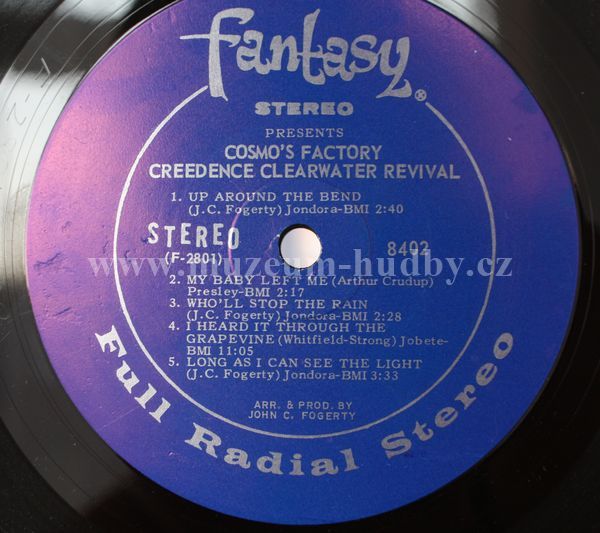 fantasy ®
STEREO
PRESENTS
COSMO'S FACTORY
CREEDENCE CLEARWATER REVIVAL
1. UP AROUND THE BEND
(J.C. Fogerty) Jondora-BMI 2:40
STEREO
(F-2801)
8402
www.muzeum-hudby.cz
2. MY BABY LEFT ME (Arthur Crudup)
Presley-BMI 2:17
3. WHO'LL STOP THE RAIN
(J.C. Fogerty) Jondora-BMI 2:28
4. I HEARD IT THROUGH THE
GRAPEVINE (Whitfield-Strong) Jobete-
BMI 11:05
5. LONG AS I CAN SEE THE LIGHT
(J.C. Fogerty) Jondora-BMI 3:33
ARR. & PROD. BY
JOHN C. FOGERTY
Full Radial Stereo